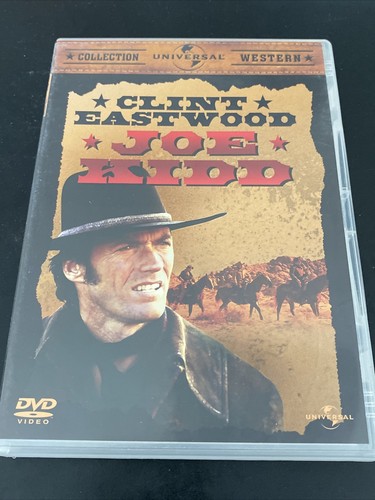 ★ COLLECTION UNIVERSAL WESTERN ★
★ CLINT ★
EASTWOOD
★ JOE ★
KIDD
DVD
VIDEO
UNIVERSAL